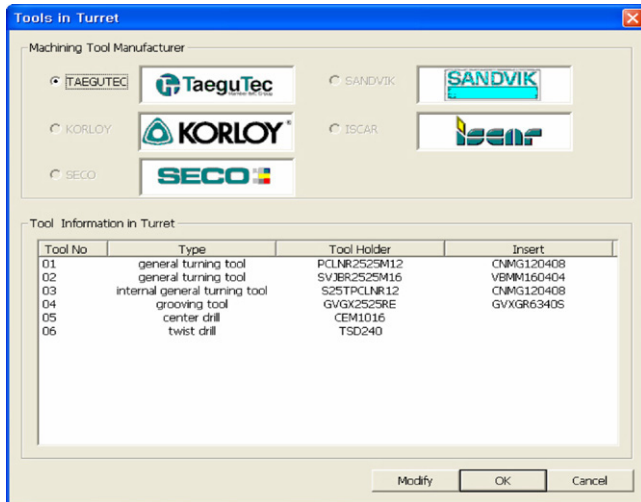 Tools in Turret
Machining Tool Manufacturer
TAEGUTEC TaeguTec SANDVIK SANDVIK
KORLOY KORLOY ISCAR iscar
SECO SECO
Tool Information in Turret
Tool No Type Tool Holder Insert
01 general turning tool PCLNR2525M12 CNMG120408
02 general turning tool SVJBR2525M16 VBMM160404
03 internal general turning tool S25TPCLNR12 CNMG120408
04 grooving tool GVGX2525RE GVXGR6340S
05 center drill CEM1016
06 twist drill TSD240
Modify OK Cancel